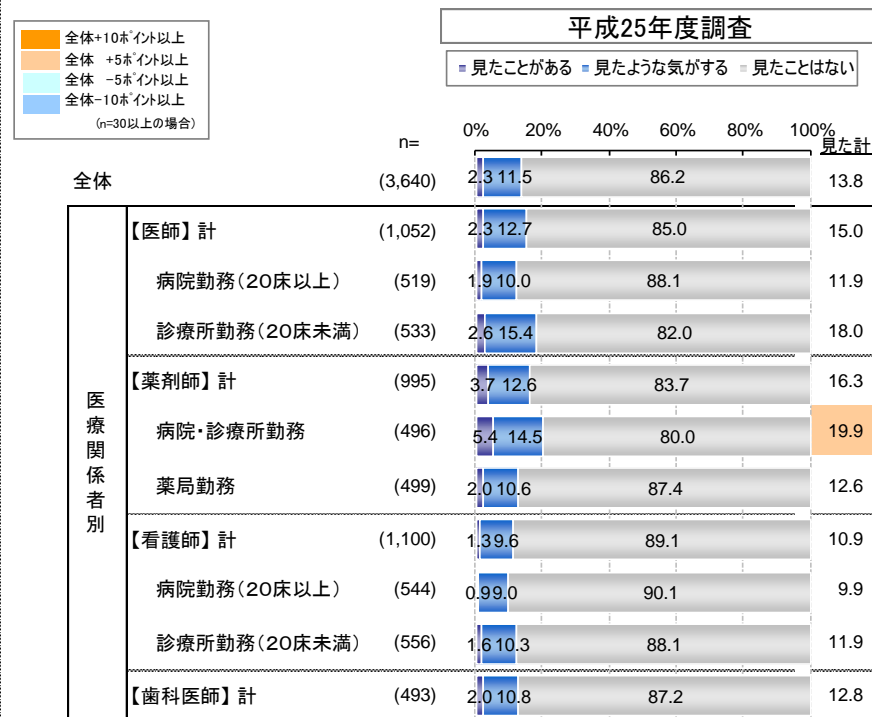 全体+10ポイント以上
全体 +5ポイント以上
全体 -5ポイント以上
全体-10ポイント以上
(n=30以上の場合)
平成25年度調査
見たことがある 見たような気がする 見たことはない
n= 0% 20% 40% 60% 80% 100% 見た計
全体 (3,640) 2.3 11.5 86.2 13.8
医療関係者別
【医師】計 (1,052) 2.3 12.7 85.0 15.0
病院勤務(20床以上) (519) 1.9 10.0 88.1 11.9
診療所勤務(20床未満) (533) 2.6 15.4 82.0 18.0
【薬剤師】計 (995) 3.7 12.6 83.7 16.3
病院・診療所勤務 (496) 5.4 14.5 80.0 19.9
薬局勤務 (499) 2.0 10.6 87.4 12.6
【看護師】計 (1,100) 1.3 9.6 89.1 10.9
病院勤務(20床以上) (544) 0.9 9.0 90.1 9.9
診療所勤務(20床未満) (556) 1.6 10.3 88.1 11.9
【歯科医師】計 (493) 2.0 10.8 87.2 12.8